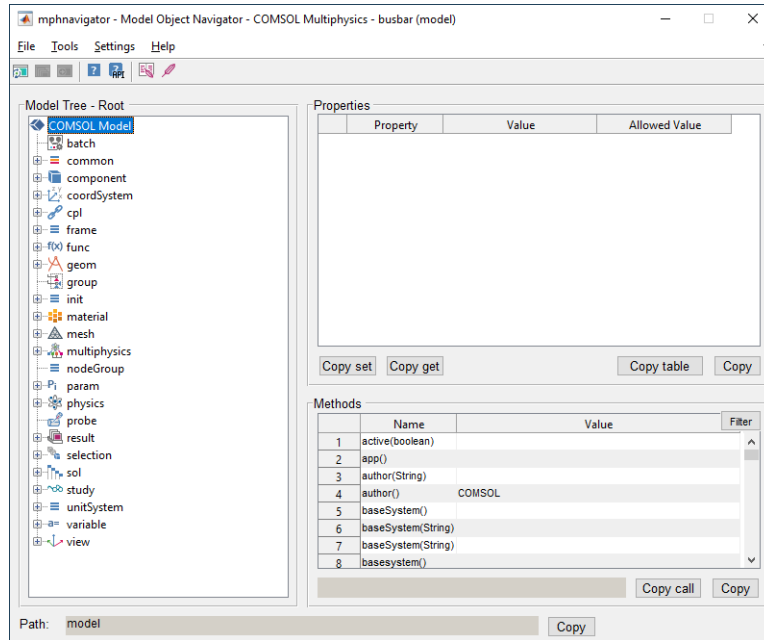 mphnavigator - Model Object Navigator - COMSOL Multiphysics - busbar (model)
File Tools Settings Help
? ? API
Model Tree - Root
COMSOL Model
batch
common
component
coordSystem
cpl
frame
f(x) func
geom
group
init
material
mesh
multiphysics
nodeGroup
Pi param
physics
probe
result
selection
sol
study
unitSystem
a= variable
view
Properties
Property Value Allowed Value
Copy set Copy get Copy table Copy
Methods
Name Value Filter
1 active(boolean)
2 app()
3 author(String)
4 author() COMSOL
5 baseSystem()
6 baseSystem(String)
7 baseSystem(String)
8 basesystem()
Copy call Copy
Path: model Copy